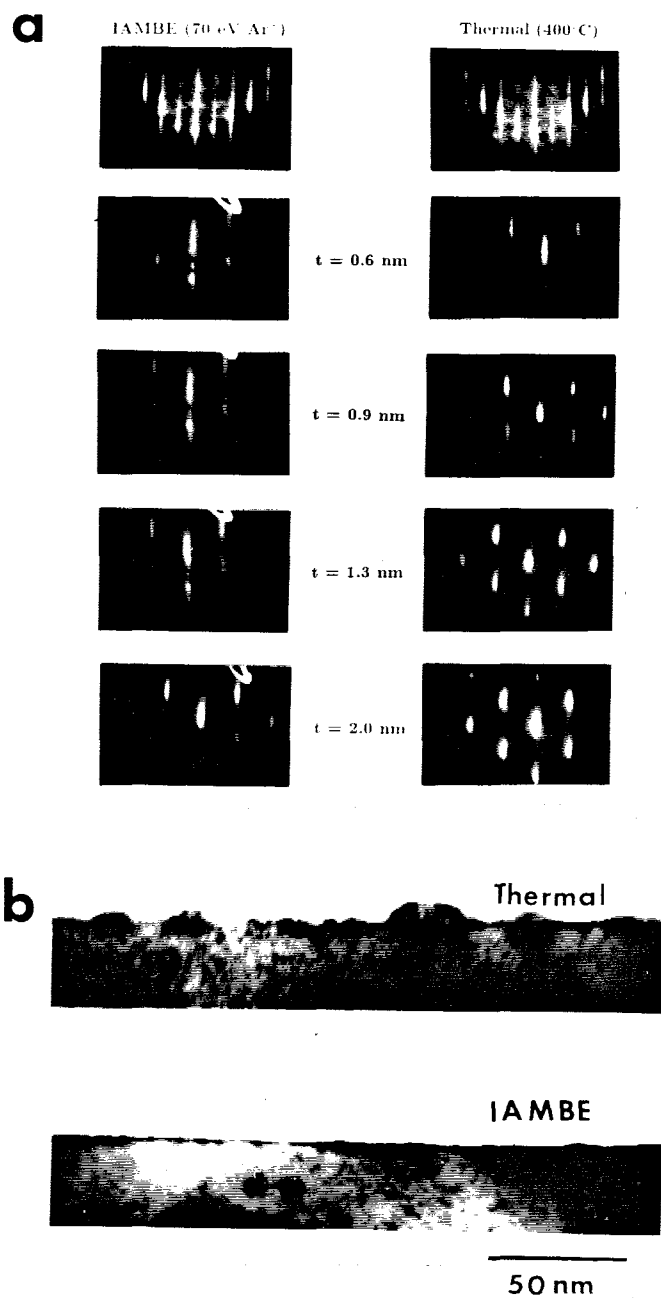 a
IAMBE (70 eV Ar⁺)
Thermal (400°C)
t = 0.6 nm
t = 0.9 nm
t = 1.3 nm
t = 2.0 nm
b
Thermal
IAMBE
50 nm